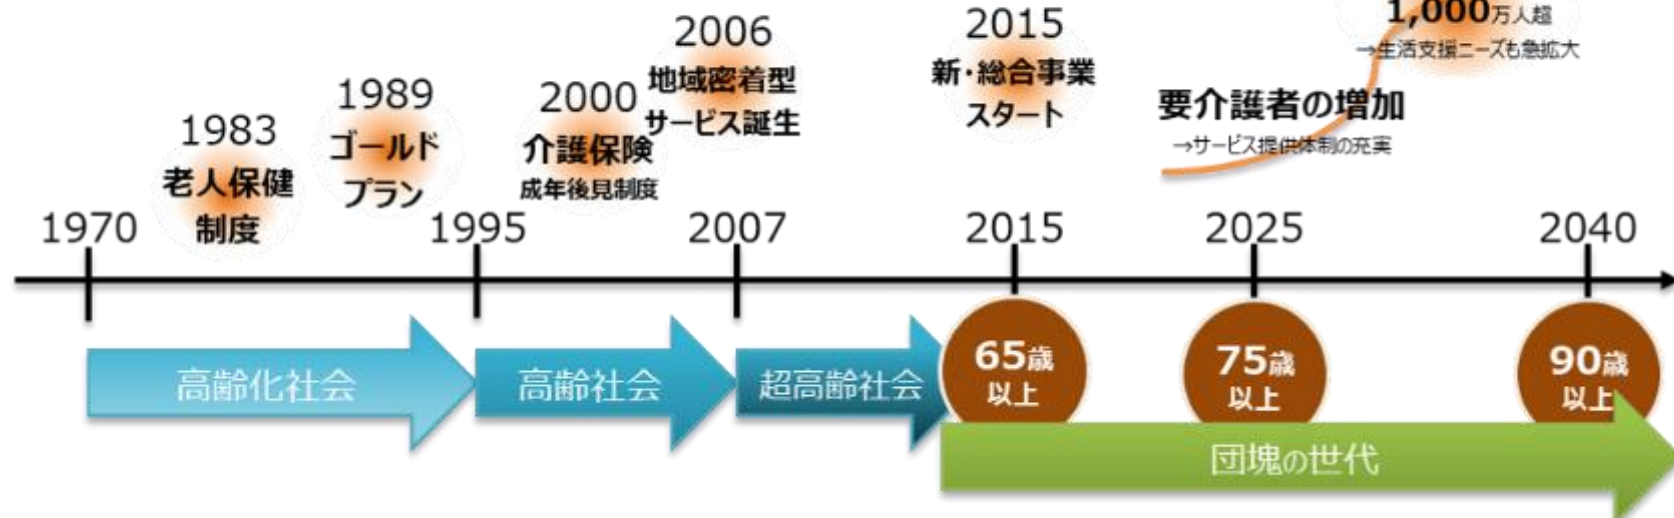 1,000万人超
→生活支援ニーズも急拡大
要介護者の増加
→サービス提供体制の充実
1983
老人保健
制度
1989
ゴールド
プラン
2000
介護保険
成年後見制度
2006
地域密着型
サービス誕生
2015
新・総合事業
スタート
1970
1995
2007
2015
2025
2040
高齢化社会
高齢社会
超高齢社会
65歳
以上
75歳
以上
90歳
以上
団塊の世代